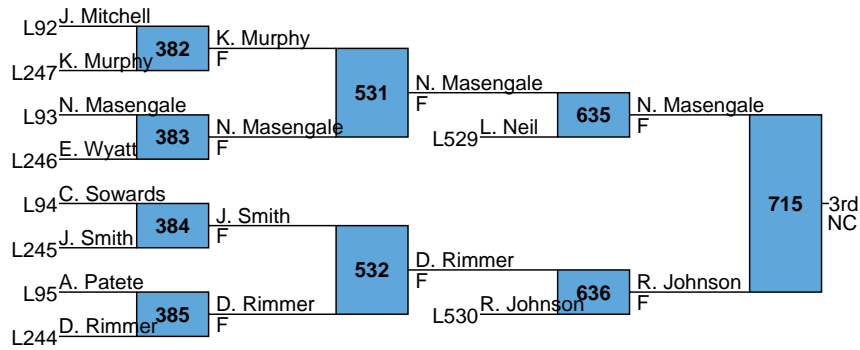 L92 J. Mitchell
382
K. Murphy
F
L247 K. Murphy
531
N. Masengale
F
L93 N. Masengale
383
N. Masengale
F
L246 E. Wyatt
635
N. Masengale
F
L529 L. Neil
L94 C. Sowards
384
J. Smith
F
L245 J. Smith
715
3rd
NC
532
D. Rimmer
F
L95 A. Patete
385
D. Rimmer
F
L244 D. Rimmer
636
R. Johnson
F
L530 R. Johnson